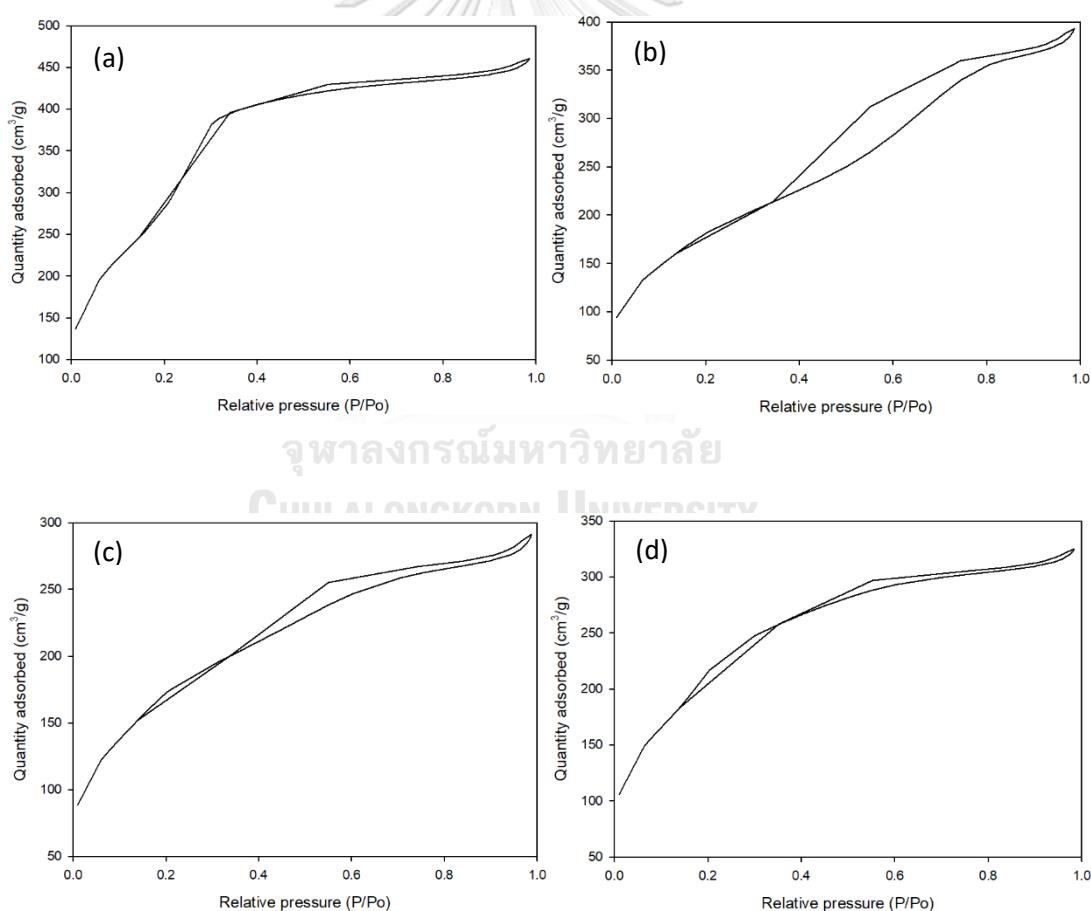 (a)
500
450
400
350
300
250
200
150
100
Quantity adsorbed (cm³/g)
0.0 0.2 0.4 0.6 0.8 1.0
Relative pressure (P/Po)
(b)
400
350
300
250
200
150
100
50
Quantity adsorbed (cm³/g)
0.0 0.2 0.4 0.6 0.8 1.0
Relative pressure (P/Po)
จุฬาลงกรณ์มหาวิทยาลัย
CHULALONGKORN UNIVERSITY
(c)
300
250
200
150
100
50
Quantity adsorbed (cm³/g)
0.0 0.2 0.4 0.6 0.8 1.0
Relative pressure (P/Po)
(d)
350
300
250
200
150
100
50
Quantity adsorbed (cm³/g)
0.0 0.2 0.4 0.6 0.8 1.0
Relative pressure (P/Po)